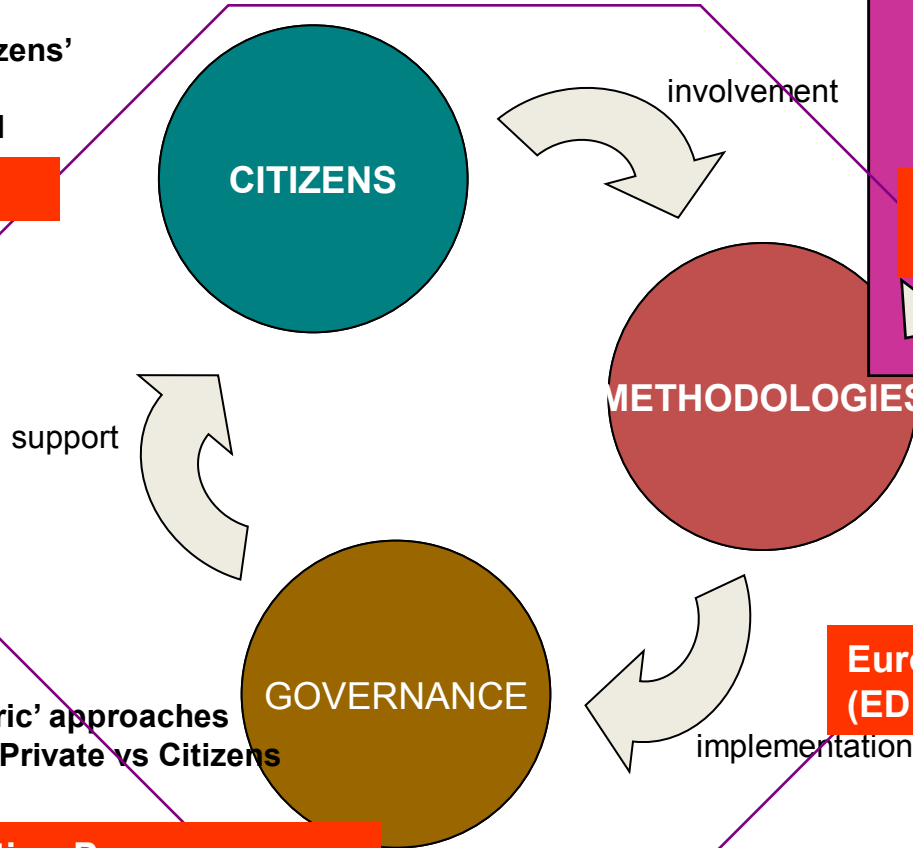 zens’
involvement
CITIZENS
METHODOLOGIES
support
Euro
(ED
GOVERNANCE
ric’ approaches
Private vs Citizens
implementation